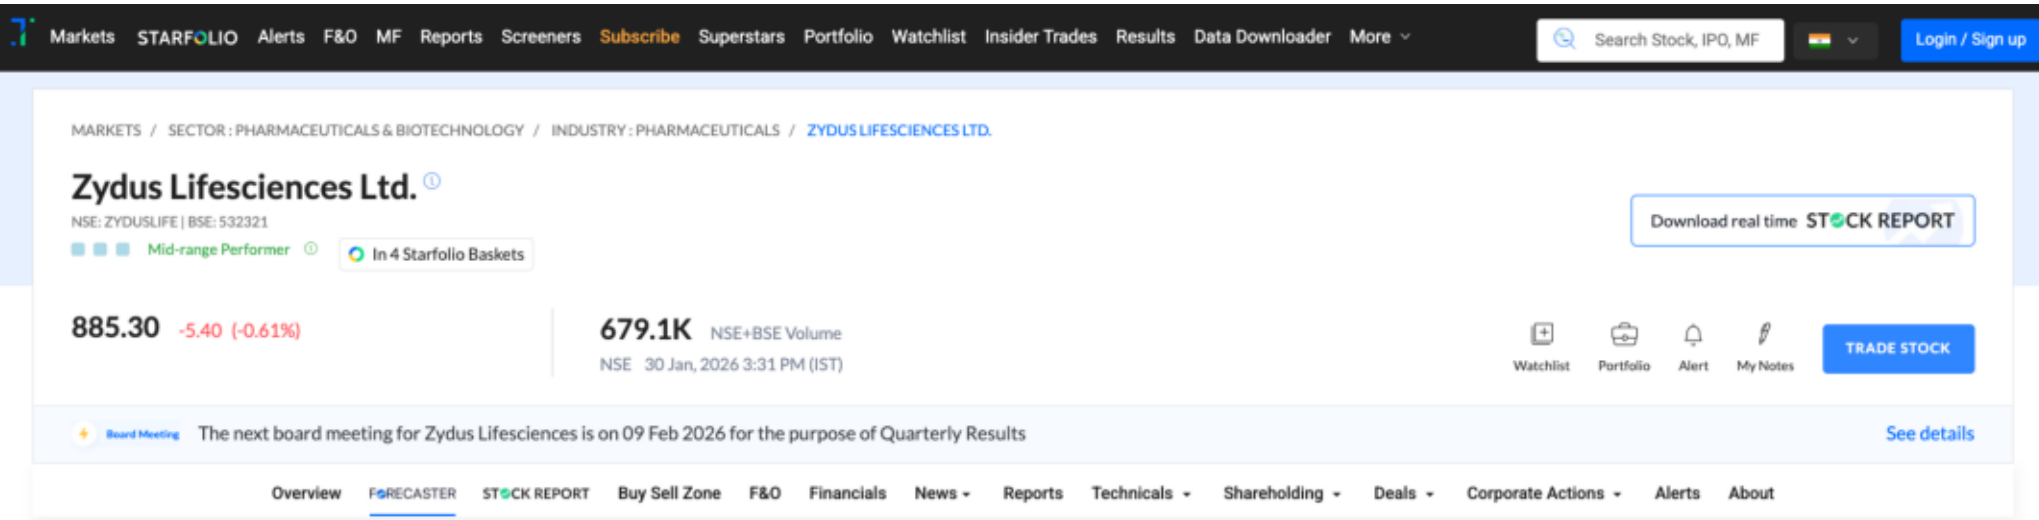 Markets STARFOLIO Alerts F&O MF Reports Screeners Subscribe Superstars Portfolio Watchlist Insider Trades Results Data Downloader More Search Stock, IPO, MF Login / Sign up
MARKETS / SECTOR : PHARMACEUTICALS & BIOTECHNOLOGY / INDUSTRY : PHARMACEUTICALS / ZYDUS LIFESCIENCES LTD.
Zydus Lifesciences Ltd.
NSE: ZYDUSLIFE | BSE: 532321
Download real time STOCK REPORT
Mid-range Performer In 4 Starfolio Baskets
885.30 -5.40 (-0.61%) 679.1K NSE+BSE Volume
NSE 30 Jan, 2026 3:31 PM (IST)
Watchlist Portfolio Alert My Notes TRADE STOCK
Board Meeting The next board meeting for Zydus Lifesciences is on 09 Feb 2026 for the purpose of Quarterly Results See details
Overview FORECASTER STOCK REPORT Buy Sell Zone F&O Financials News Reports Technicals Shareholding Deals Corporate Actions Alerts About